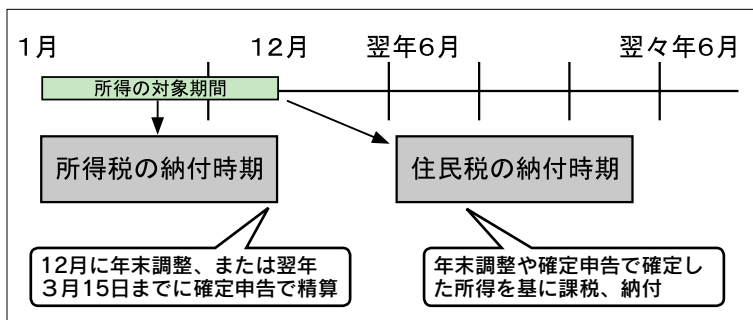 1月 12月 翌年6月 翌々年6月
所得の対象期間
所得税の納付時期 住民税の納付時期
12月に年末調整、または翌年
3月15日までに確定申告で精算
年末調整や確定申告で確定し
た所得を基に課税、納付